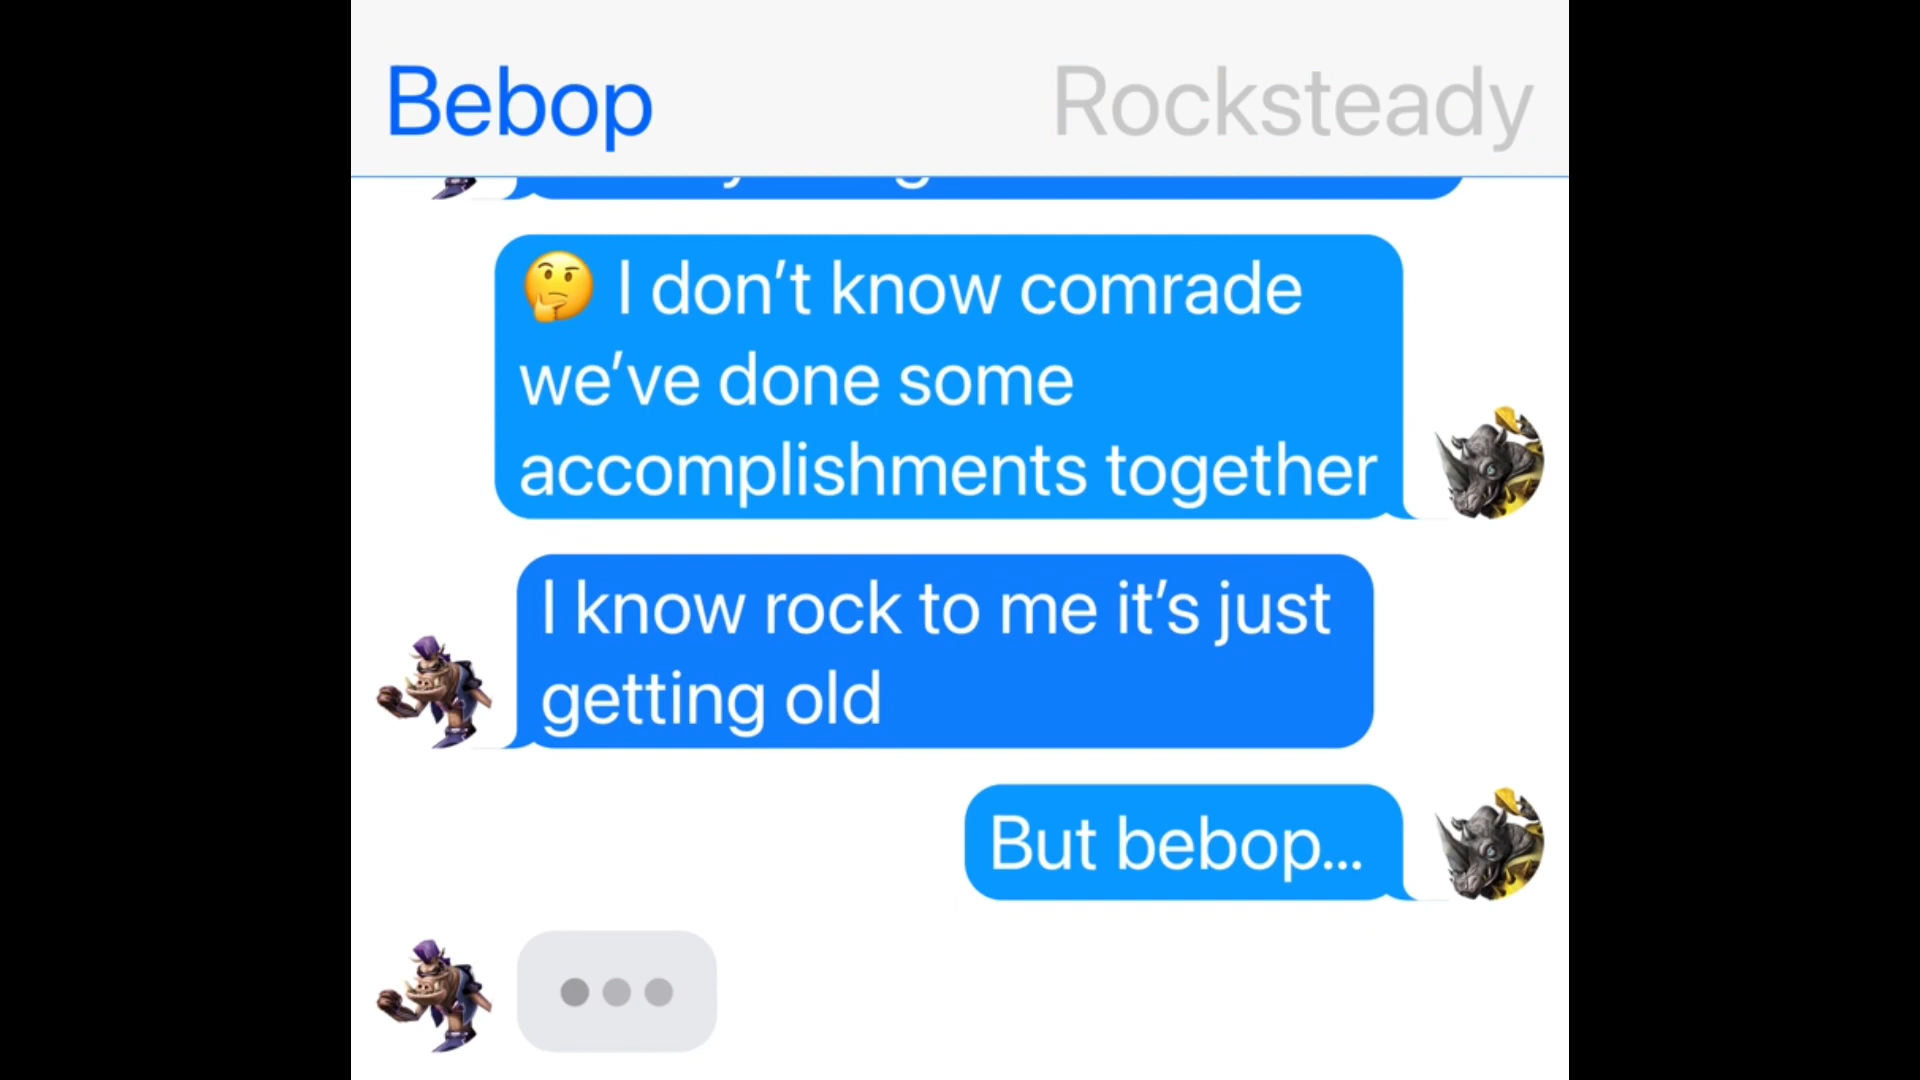 Bebop
Rocksteady
🤔 I don’t know comrade
we’ve done some
accomplishments together
I know rock to me it’s just
getting old
But bebop...